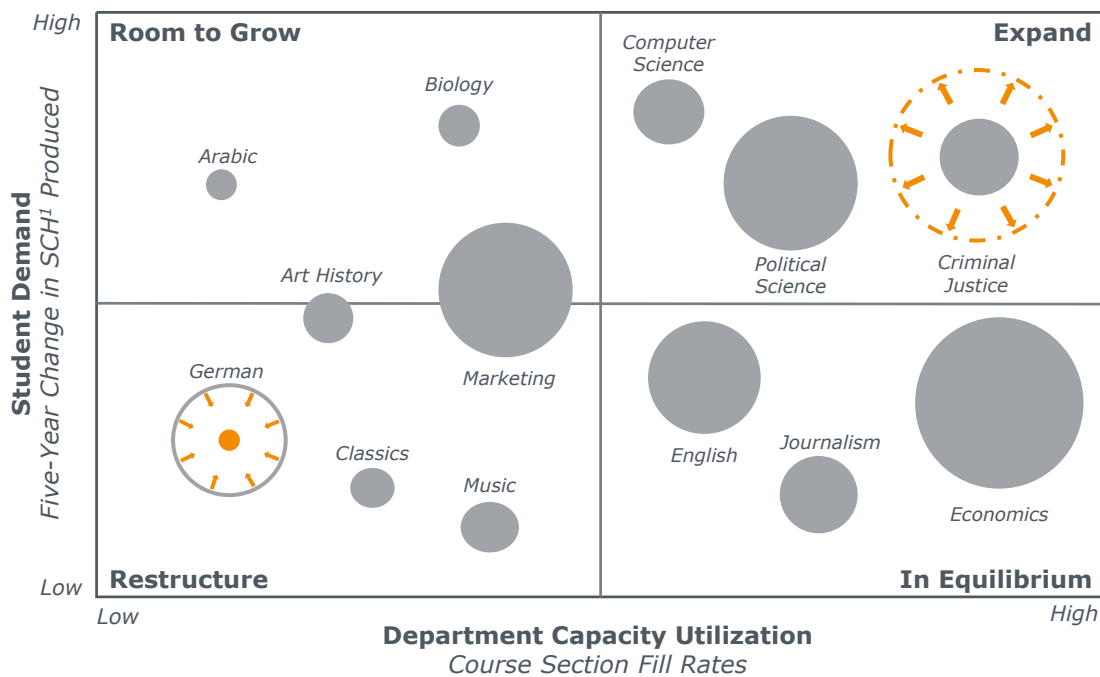 High
Room to Grow
Expand
Computer
Science
Biology
Arabic
Political
Science
Criminal
Justice
Art History
Marketing
German
Classics
Music
English
Journalism
Economics
Restructure
In Equilibrium
Student Demand
Five-Year Change in SCH¹ Produced
Low
Low
High
Department Capacity Utilization
Course Section Fill Rates